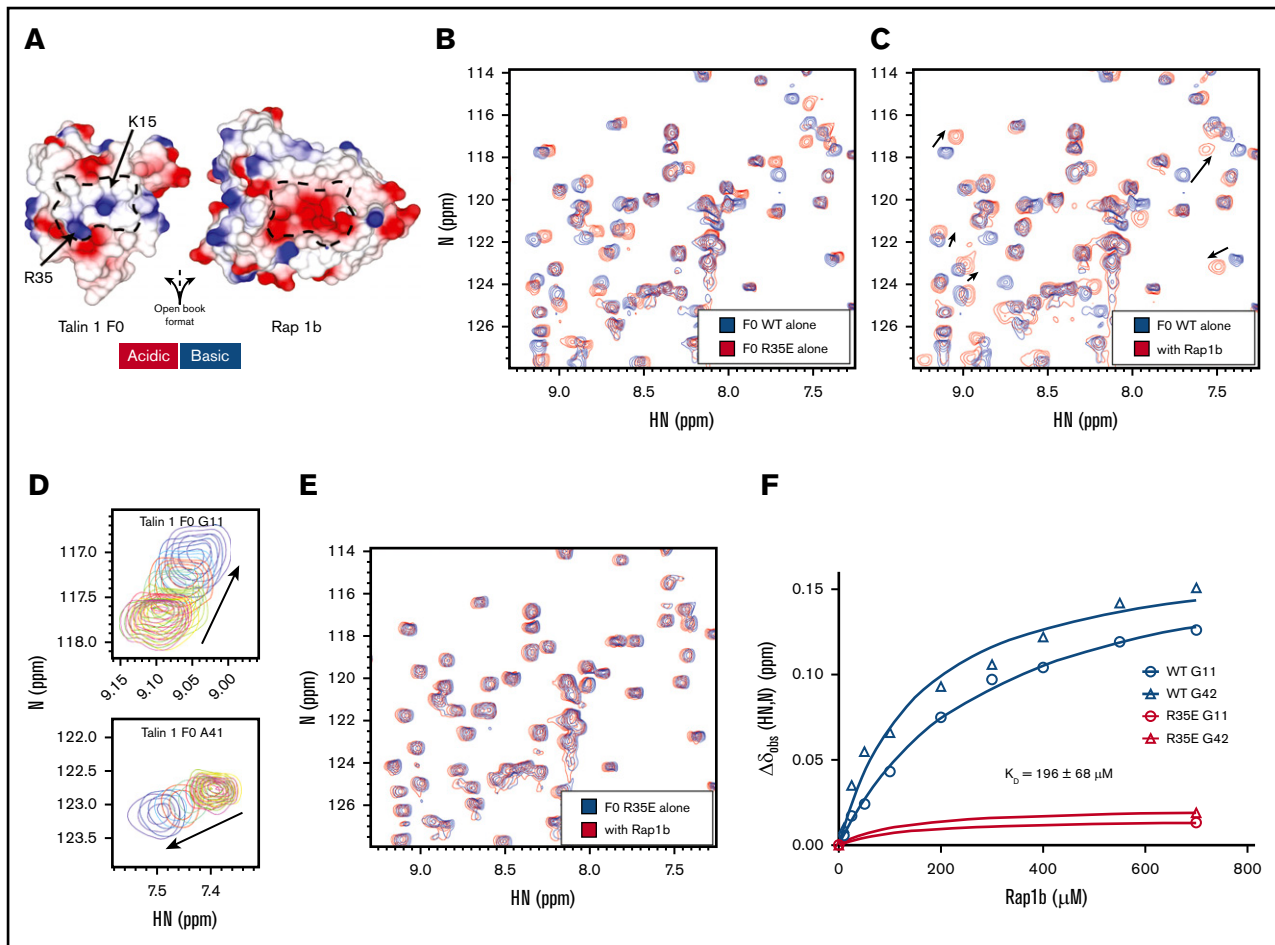 A
K15
R35
Open book
format
Talin 1 F0
Rap 1b
Acidic
Basic
B
114
116
118
120
122
124
126
N (ppm)
9.0
8.5
8.0
7.5
HN (ppm)
F0 WT alone
F0 R35E alone
C
114
116
118
120
122
124
126
N (ppm)
9.0
8.5
8.0
7.5
HN (ppm)
F0 WT alone
with Rap1b
D
Talin 1 F0 G11
117.0
117.5
118.0
9.15
9.10
9.05
9.00
N (ppm)
Talin 1 F0 A41
122.0
122.5
123.0
123.5
7.5
7.4
HN (ppm)
E
114
116
118
120
122
124
126
N (ppm)
9.0
8.5
8.0
7.5
HN (ppm)
F0 R35E alone
with Rap1b
F
0.15
0.10
0.05
0.00
Δδobs (HN,N) (ppm)
WT G11
WT G42
R35E G11
R35E G42
KD = 196 ± 68 μM
0
200
400
600
800
Rap1b (μM)